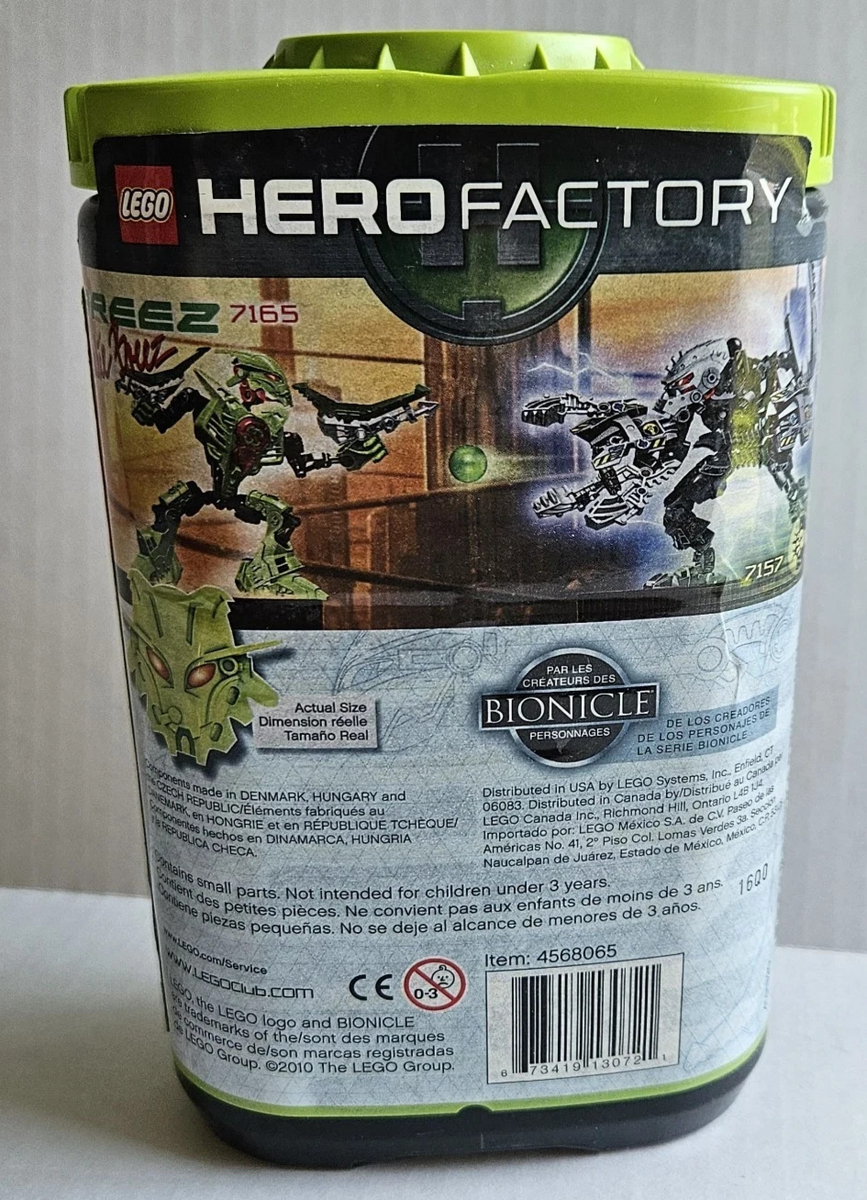 LEGO
HERO FACTORY
REEZ 7165
7157
Actual Size
Dimension réelle
Tamaño Real
PAR LES
CRÉATEURS DES
BIONICLE
PERSONNAGES
DE LOS CREADORES
DE LOS PERSONAJES DE
LA SERIE BIONICLE
Components made in DENMARK, HUNGARY and
CZECH REPUBLIC/Éléments fabriqués au
DANEMARK, en HONGRIE et en RÉPUBLIQUE TCHÈQUE/
Componentes hechos en DINAMARCA, HUNGRIA
REPUBLICA CHECA.
Distributed in USA by LEGO Systems, Inc., Enfield, CT
06083. Distributed in Canada by/Distribué au Canada par
LEGO Canada Inc., Richmond Hill, Ontario L4B 1J4.
Importado por: LEGO México S.A. de C.V. Paseo de las
Américas No. 41, 2º Piso Col. Lomas Verdes 3a. Sección
Naucalpan de Juárez, Estado de México, México, C.P.
Contains small parts. Not intended for children under 3 years.
Contient des petites pièces. Ne convient pas aux enfants de moins de 3 ans.
Contiene piezas pequeñas. No se deje al alcance de menores de 3 años.
16Q0
www.LEGO.com/Service
www.LEGOClub.com
CE
0-3
LEGO, the LEGO logo and BIONICLE
are trademarks of the/sont des marques
de commerce de/son marcas registradas
de LEGO Group. ©2010 The LEGO Group.
Item: 4568065
6 73419 13072 1